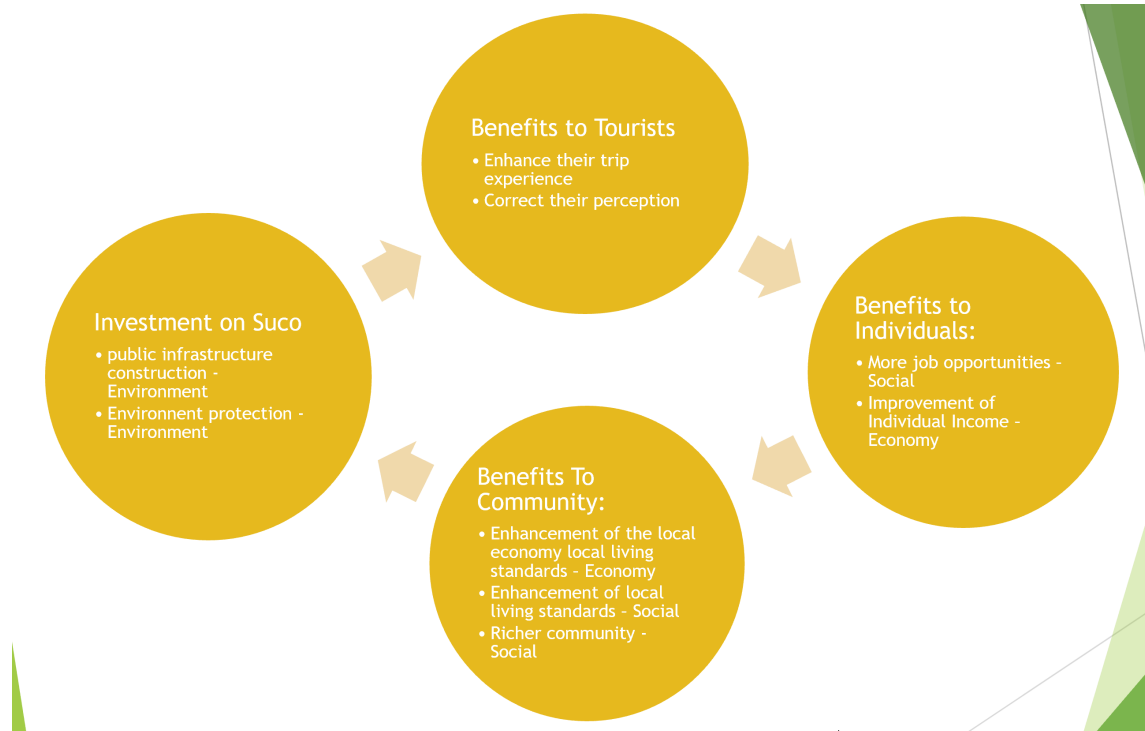 Benefits to Tourists
• Enhance their trip
experience
• Correct their perception
Benefits to
Individuals:
• More job opportunities –
Social
• Improvement of
Individual Income –
Economy
Benefits To
Community:
• Enhancement of the local
economy local living
standards – Economy
• Enhancement of local
living standards – Social
• Richer community -
Social
Investment on Suco
• public infrastructure
construction -
Environment
• Environnent protection -
Environment